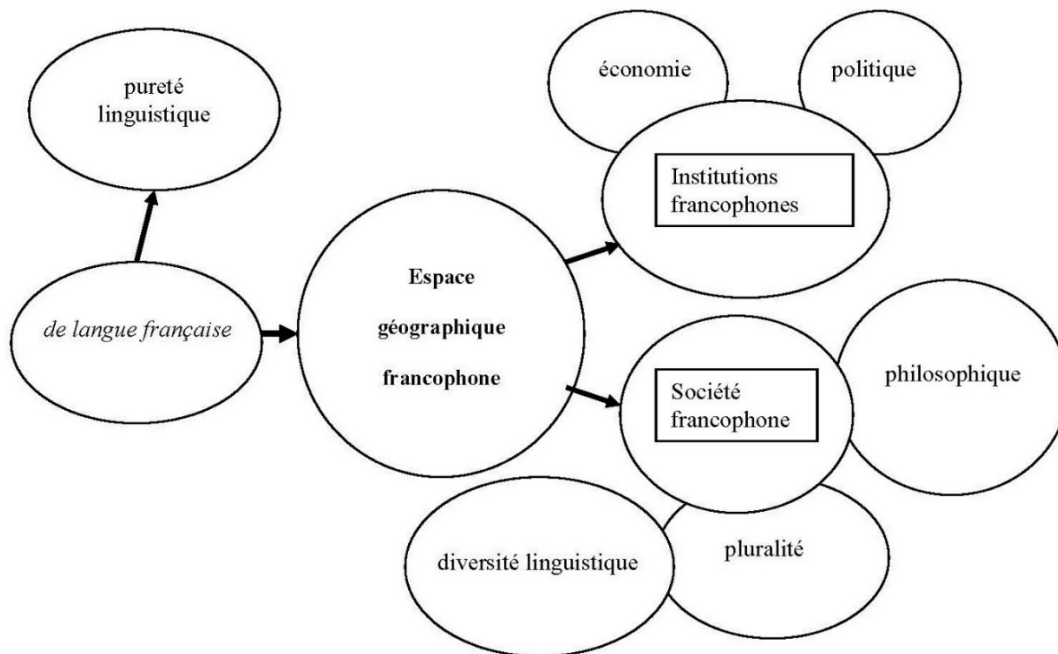 pureté
linguistique
économie
politique
Institutions
francophones
de langue française
Espace
géographique
francophone
Société
francophone
philosophique
diversité linguistique
pluralité